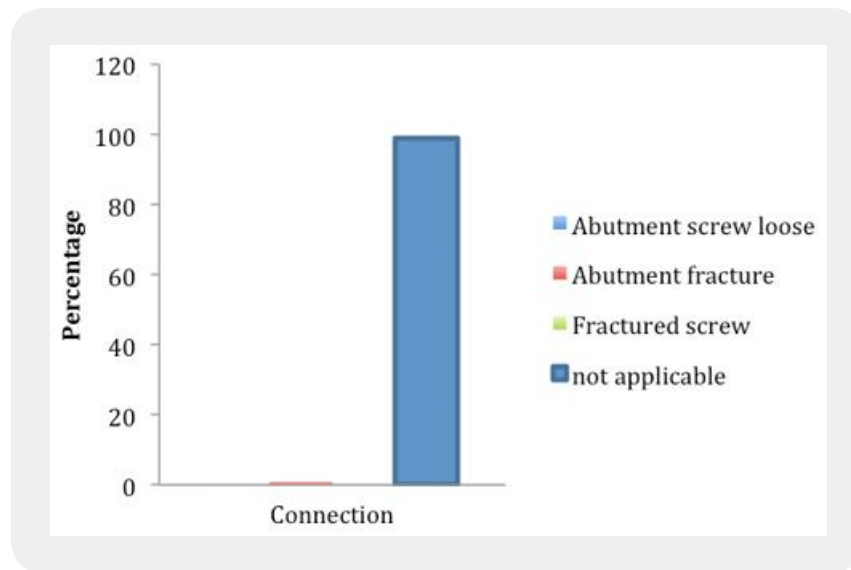 120
100
80
60
40
20
0
Percentage
Connection
Abutment screw loose
Abutment fracture
Fractured screw
not applicable